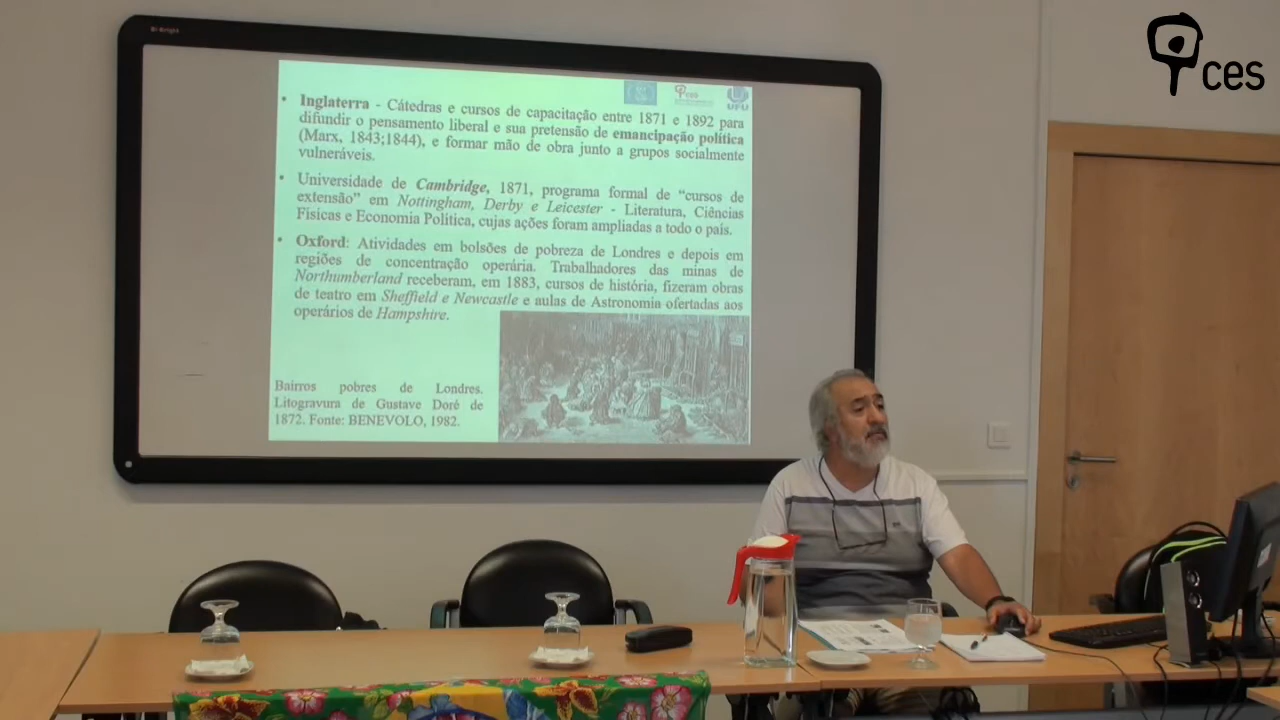 Bi-Bright
ces
ces
UFU
• Inglaterra - Cátedras e cursos de capacitação entre 1871 e 1892 para
difundir o pensamento liberal e sua pretensão de emancipação política
(Marx, 1843;1844), e formar mão de obra junto a grupos socialmente
vulneráveis.
• Universidade de Cambridge, 1871, programa formal de “cursos de
extensão” em Nottingham, Derby e Leicester - Literatura, Ciências
Físicas e Economia Política, cujas ações foram ampliadas a todo o país.
• Oxford: Atividades em bolsões de pobreza de Londres e depois em
regiões de concentração operária. Trabalhadores das minas de
Northumberland receberam, em 1883, cursos de história, fizeram obras
de teatro em Sheffield e Newcastle e aulas de Astronomia ofertadas aos
operários de Hampshire.
Bairros pobres de Londres.
Litogravura de Gustave Doré de
1872. Fonte: BENEVOLO, 1982.